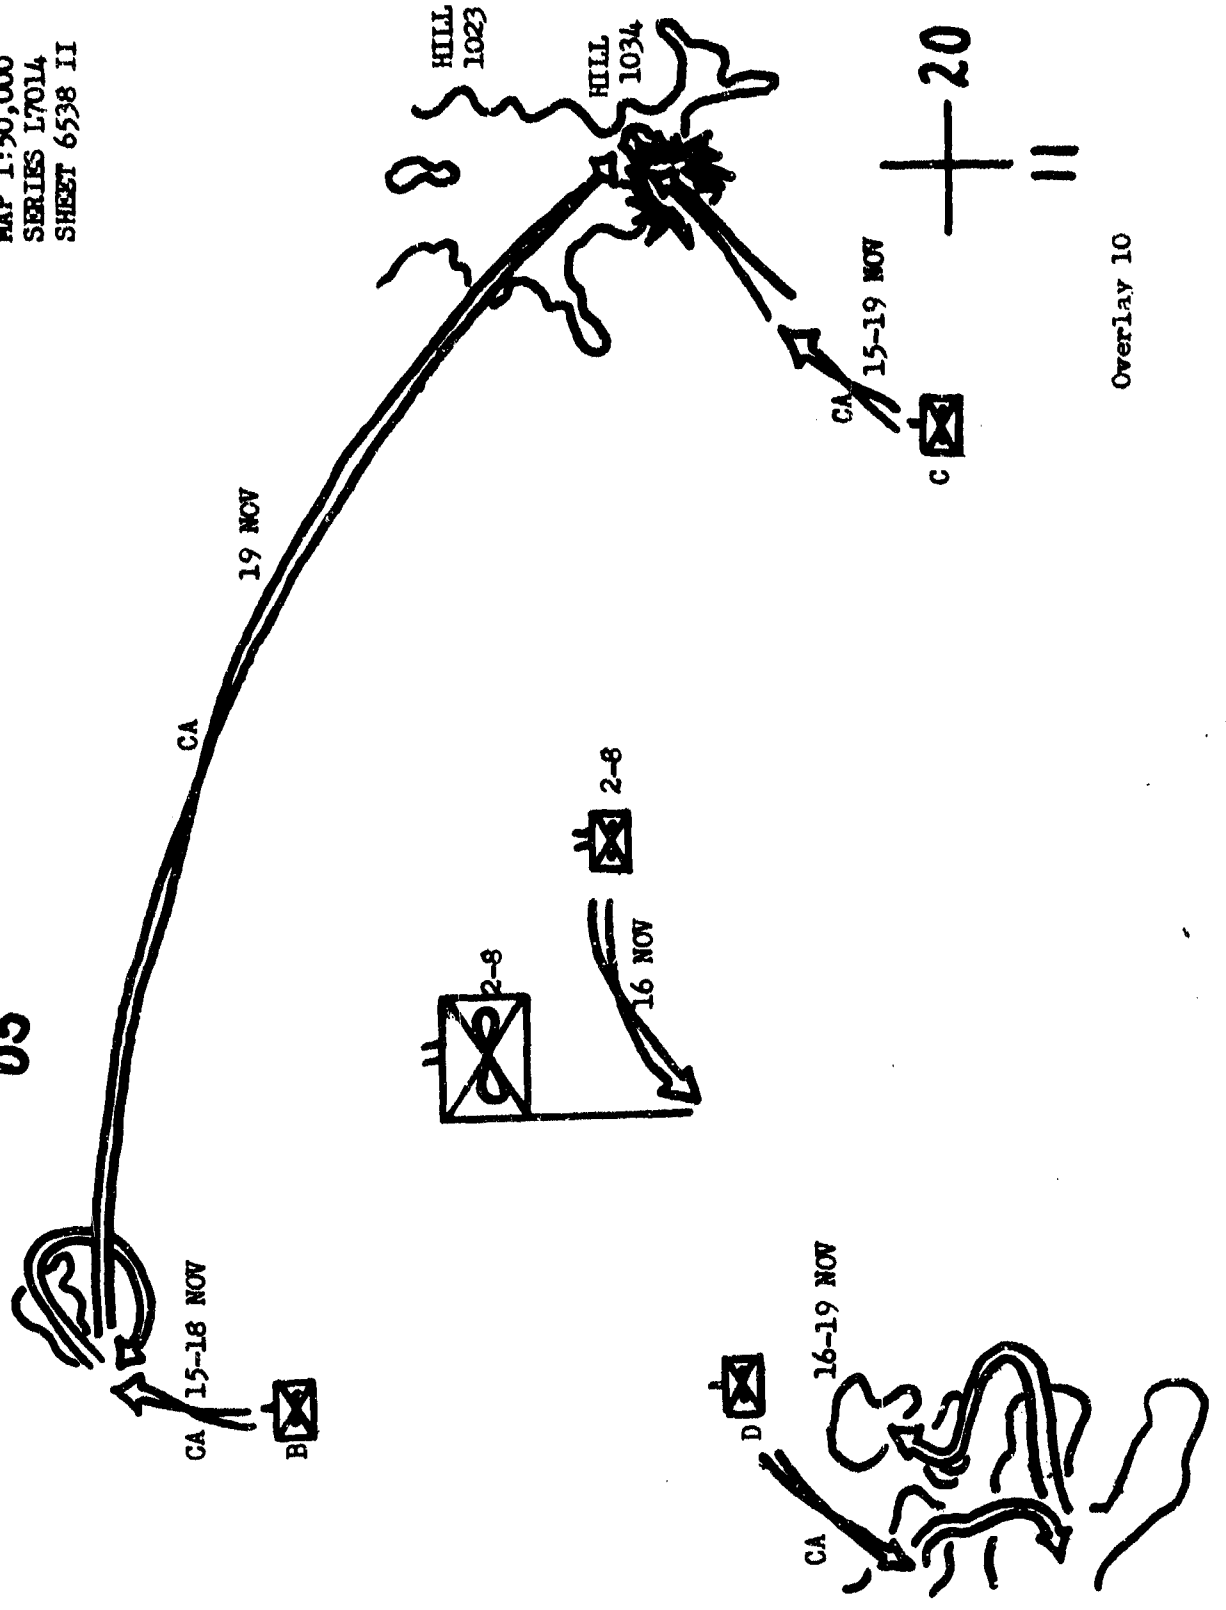 MAP 1:50,000
SERIES L7014
SHEET 6538 II
CA
15-18 NOV
CA
19 NOV
B
HILL
1023
2-8
HILL
1034
2-8
16 NOV
D
CA
16-19 NOV
CA
15-19 NOV
C
20
11
Overlay 10